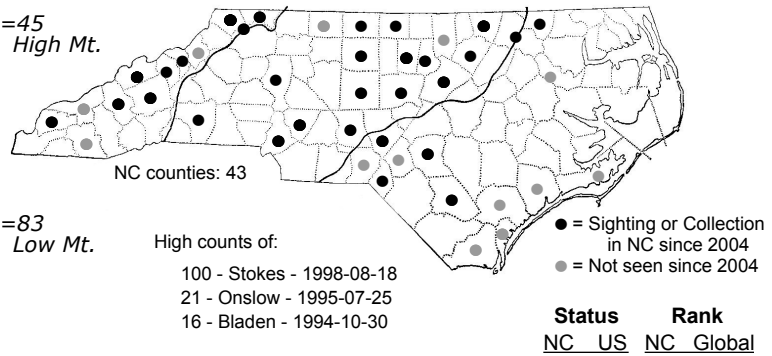 =45
High Mt.
NC counties: 43
=83
Low Mt.
High counts of:
100 - Stokes - 1998-08-18
21 - Onslow - 1995-07-25
16 - Bladen - 1994-10-30
= Sighting or Collection
in NC since 2004
= Not seen since 2004
Status Rank
NC US NC Global